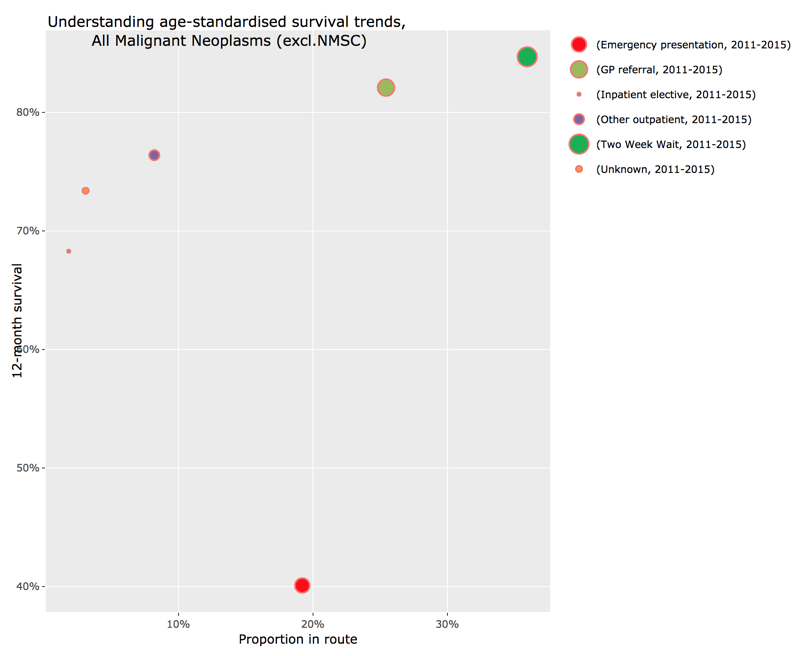 Understanding age-standardised survival trends,
All Malignant Neoplasms (excl.NMSC)
12-month survival
80%
70%
60%
50%
40%
10%
20%
30%
Proportion in route
(Emergency presentation, 2011-2015)
(GP referral, 2011-2015)
(Inpatient elective, 2011-2015)
(Other outpatient, 2011-2015)
(Two Week Wait, 2011-2015)
(Unknown, 2011-2015)